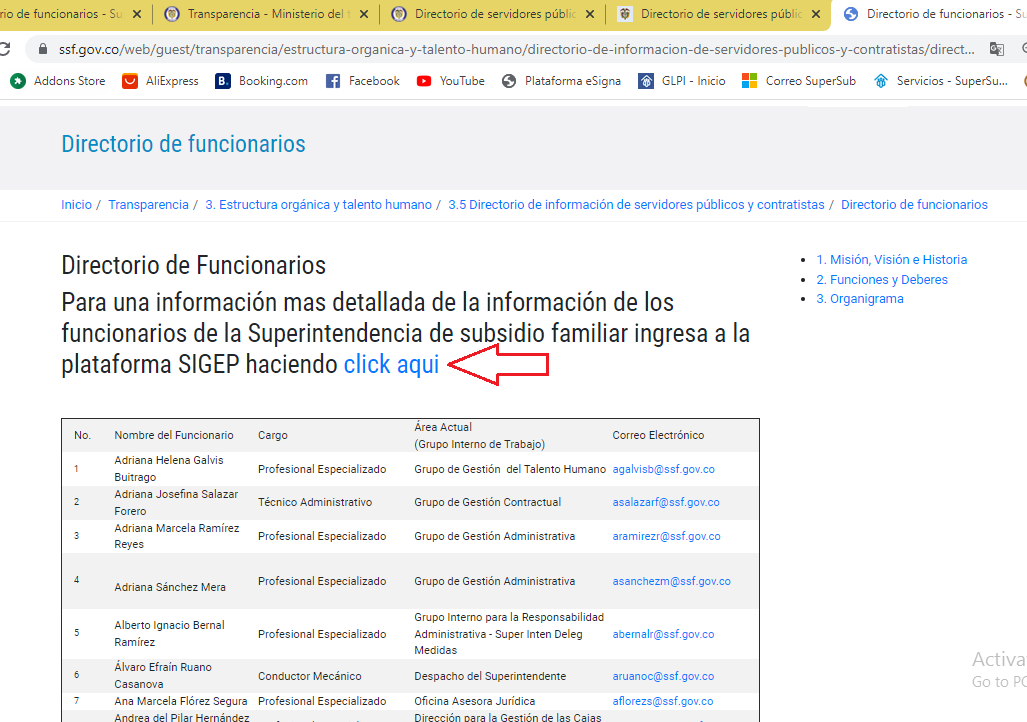 rio de funcionarios - Su
Transparencia - Ministerio del t
Directorio de servidores públic
Directorio de servidores públic
Directorio de funcionarios - Su
ssf.gov.co/web/guest/transparencia/estructura-organica-y-talento-humano/directorio-de-informacion-de-servidores-publicos-y-contratistas/direct...
Addons Store
AliExpress
Booking.com
Facebook
YouTube
Plataforma eSigna
GLPI - Inicio
Correo SuperSub
Servicios - SuperSu...
Directorio de funcionarios
Inicio / Transparencia / 3. Estructura orgánica y talento humano / 3.5 Directorio de información de servidores públicos y contratistas / Directorio de funcionarios
Directorio de Funcionarios
Para una información mas detallada de la información de los
funcionarios de la Superintendencia de subsidio familiar ingresa a la
plataforma SIGEP haciendo click aqui
1. Misión, Visión e Historia
2. Funciones y Deberes
3. Organigrama
No. Nombre del Funcionario Cargo Área Actual
(Grupo Interno de Trabajo) Correo Electrónico
1 Adriana Helena Galvis
Buitrago Profesional Especializado Grupo de Gestión del Talento Humano agalvisb@ssf.gov.co
2 Adriana Josefina Salazar
Forero Técnico Administrativo Grupo de Gestión Contractual asalazarf@ssf.gov.co
3 Adriana Marcela Ramírez
Reyes Profesional Especializado Grupo de Gestión Administrativa aramirezr@ssf.gov.co
4 Adriana Sánchez Mera Profesional Especializado Grupo de Gestión Administrativa asanchezm@ssf.gov.co
5 Alberto Ignacio Bernal
Ramírez Profesional Especializado Grupo Interno para la Responsabilidad
Administrativa - Super Inten Deleg
Medidas abernalr@ssf.gov.co
6 Álvaro Efraín Ruano
Casanova Conductor Mecánico Despacho del Superintendente aruanoc@ssf.gov.co
7 Ana Marcela Flórez Segura Profesional Especializado Oficina Asesora Jurídica aflorezs@ssf.gov.co
Andrea del Pilar Hernández Dirección para la Gestión de las Cajas
Activa
Go to PC